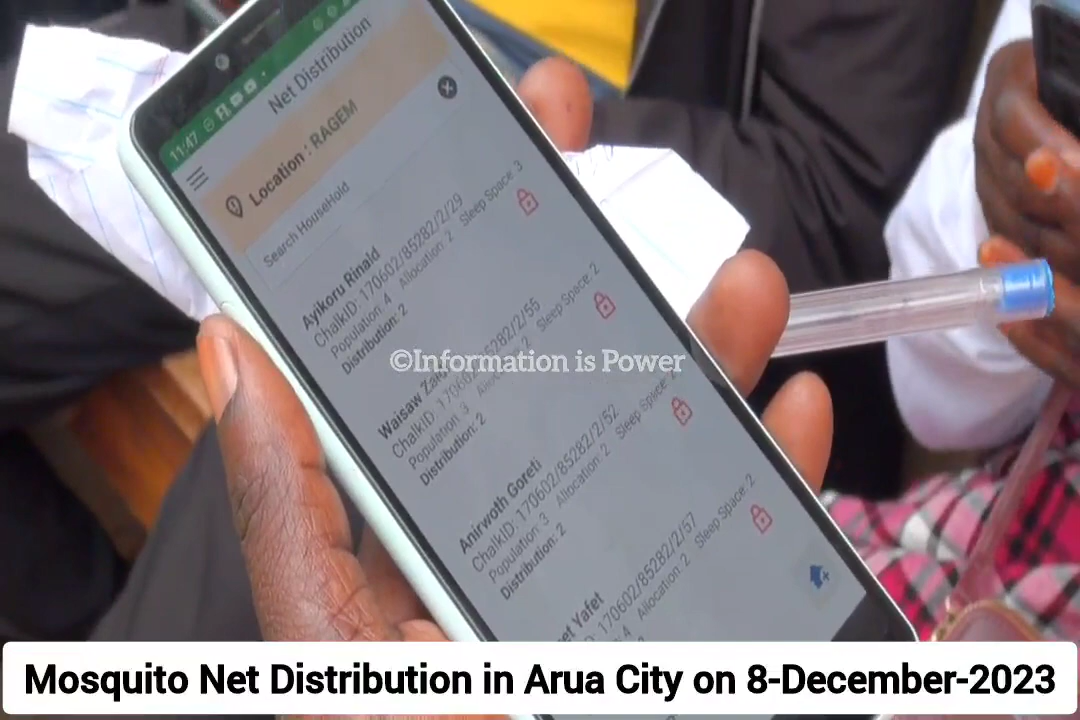 11:47
Net Distribution
Location : RAGEM
Search HouseHold
Ayikoru Rinald
ChalkID: 170602/85282/2/29
Population: 4 Allocation: 2 Sleep Space: 3
Distribution: 2
Waisaw
ChalkID: 5282/2/55
Population: 3 Sleep Space: 2
Distribution: 2
©Information is Power
Anirwoth Goreti
ChalkID: 170602/85282/2/52
Population: 3 Allocation: 2 Sleep Space:
Distribution: 2
Yafet
170602/85282/2/57
Allocation: 2 Sleep Space: 2
Mosquito Net Distribution in Arua City on 8-December-2023